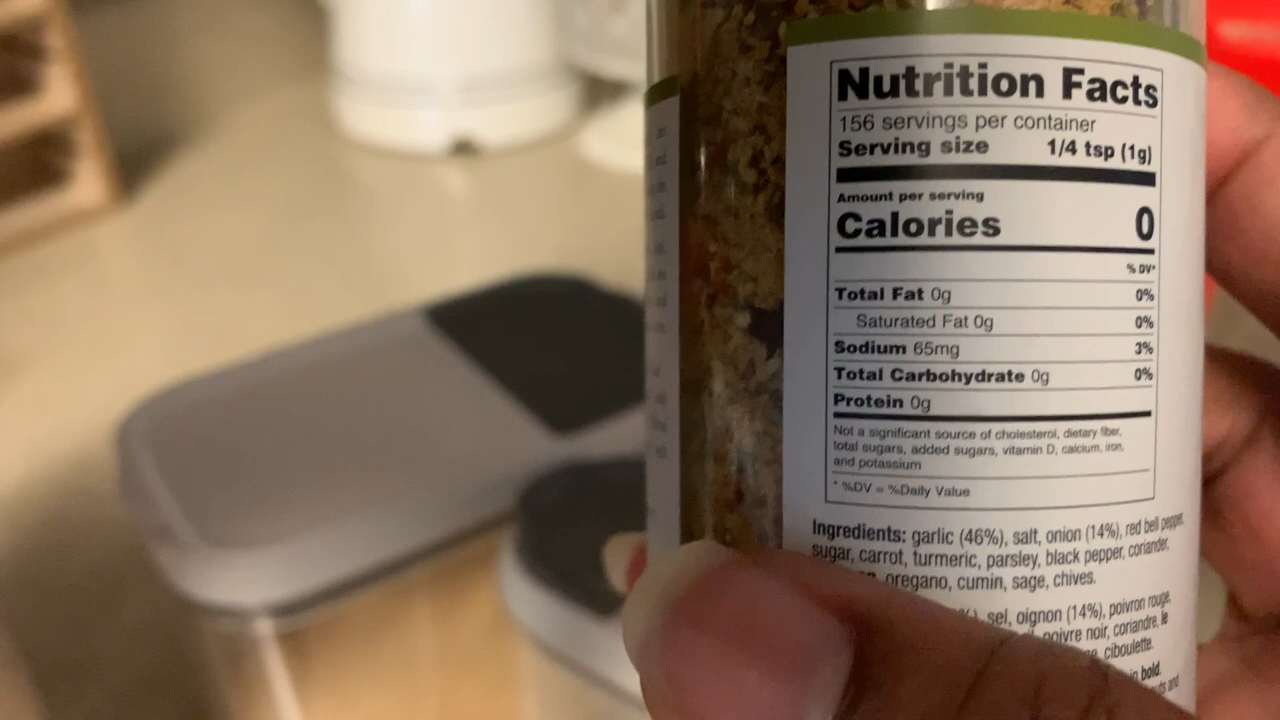 Nutrition Facts
156 servings per container
Serving size 1/4 tsp (1g)
Amount per serving
Calories 0
% DV*
Total Fat 0g 0%
Saturated Fat 0g 0%
Sodium 65mg 3%
Total Carbohydrate 0g 0%
Protein 0g
Not a significant source of cholesterol, dietary fiber,
total sugars, added sugars, vitamin D, calcium, iron,
and potassium
* %DV = %Daily Value
Ingredients: garlic (46%), salt, onion (14%), red bell pepper,
sugar, carrot, turmeric, parsley, black pepper, coriander,
oregano, cumin, sage, chives.
sel, oignon (14%), poivron rouge,
poivre noir, coriandre, le
ciboulette.
bold.
and